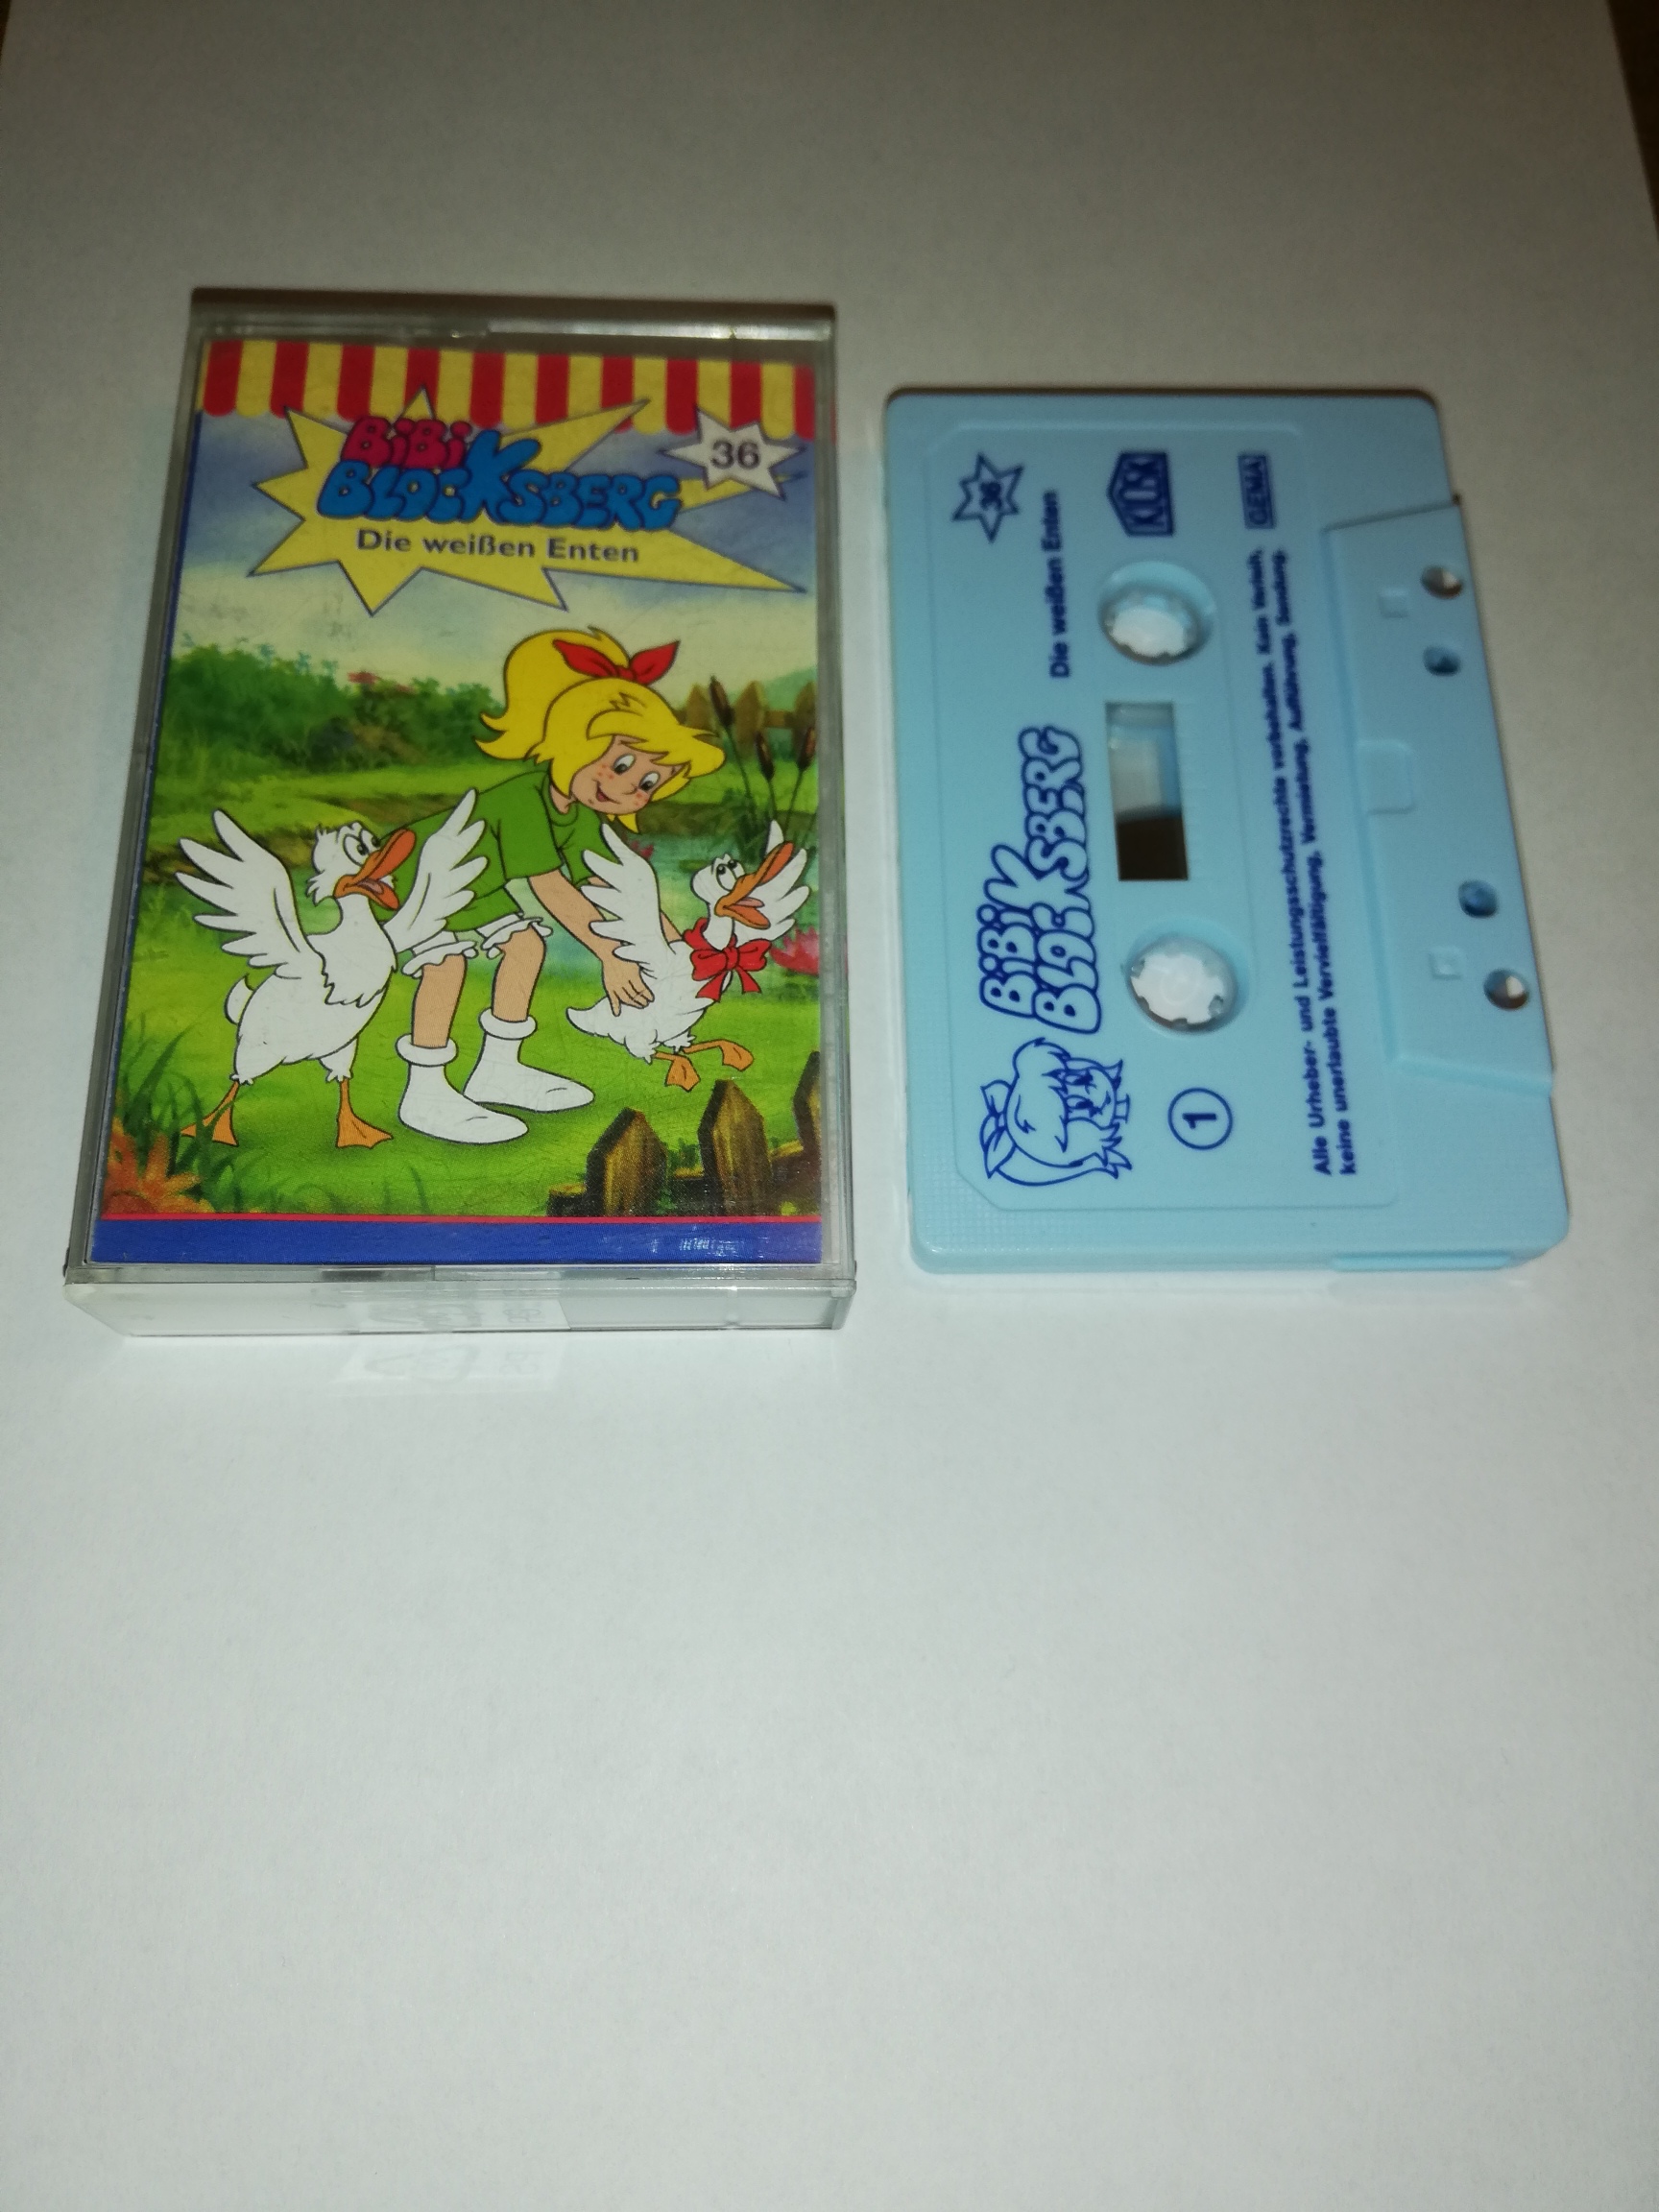 BiBi
BLOCKSBERG
36
Die weißen Enten
36
Die weißen Enten
KIOSK
GEMA
BiBi
BLOCKSBERG
1
Alle Urheber- und Leistungsschutzrechte vorbehalten. Kein Verleih,
keine unerlaubte Vervielfältigung, Vermietung, Aufführung, Sendung.